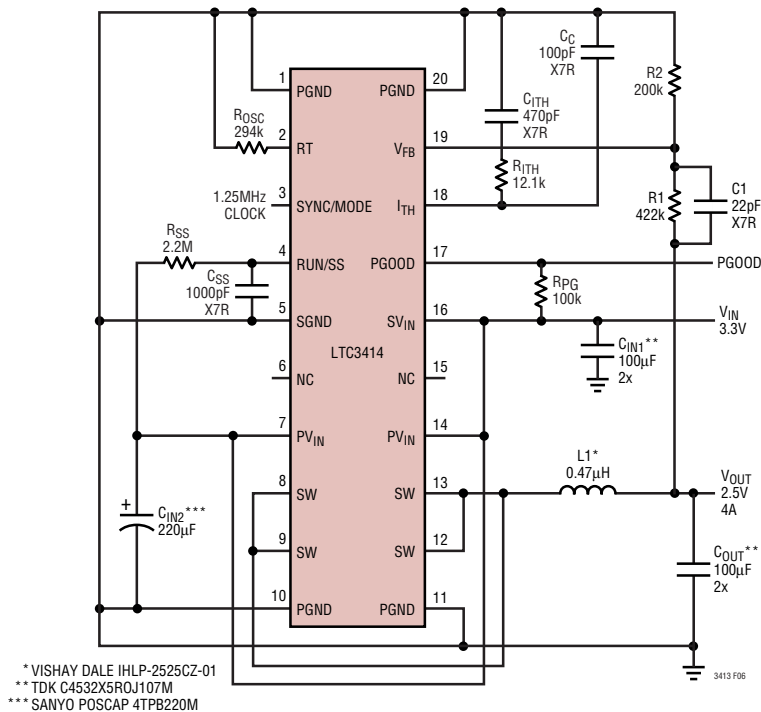 CC
100pF
X7R
R2
200k
1
PGND
PGND
20
CITH
470pF
X7R
ROSC
294k
2
RT
VFB
19
RITH
12.1k
1.25MHz
CLOCK
3
SYNC/MODE
ITH
18
R1
422k
C1
22pF
X7R
RSS
2.2M
4
RUN/SS
PGOOD
17
PGOOD
CSS
1000pF
X7R
RPG
100k
5
SGND
SVIN
16
VIN
3.3V
LTC3414
CIN1**
100µF
2x
6
NC
NC
15
7
PVIN
PVIN
14
8
SW
SW
13
L1*
0.47µH
VOUT
2.5V
4A
+
CIN2***
220µF
9
SW
SW
12
COUT**
100µF
2x
10
PGND
PGND
11
* VISHAY DALE IHLP-2525CZ-01
** TDK C4532X5ROJ107M
*** SANYO POSCAP 4TPB220M
3413 F06